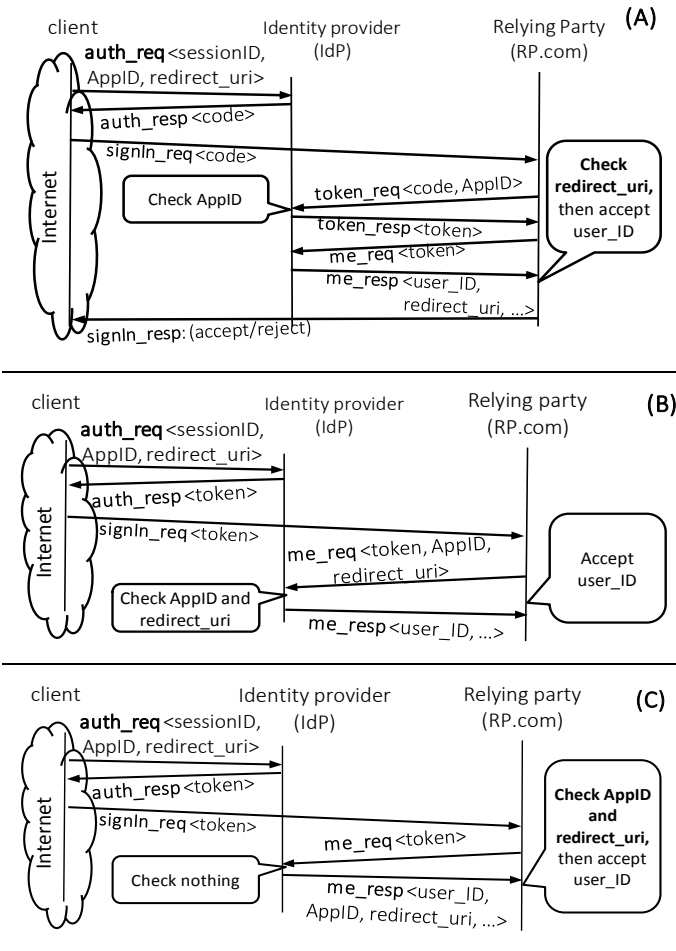 client
Identity provider
(IdP)
Relying Party
(RP.com)
(A)
auth_req <sessionID,
AppID, redirect_uri>
auth_resp <code>
signIn_req <code>
Internet
Check AppID
token_req <code, AppID>
token_resp <token>
me_req <token>
me_resp <user_ID,
redirect_uri, ...>
Check
redirect_uri,
then accept
user_ID
signIn_resp: (accept/reject)
client
Identity provider
(IdP)
Relying party
(RP.com)
(B)
auth_req <sessionID,
AppID, redirect_uri>
auth_resp <token>
signIn_req <token>
Internet
me_req <token, AppID,
redirect_uri>
Check AppID and
redirect_uri
me_resp <user_ID, ...>
Accept
user_ID
client
Identity provider
(IdP)
Relying party
(RP.com)
(C)
auth_req <sessionID,
AppID, redirect_uri>
auth_resp <token>
signIn_req <token>
Internet
me_req <token>
Check nothing
me_resp <user_ID,
AppID, redirect_uri, ...>
Check AppID
and
redirect_uri,
then accept
user_ID